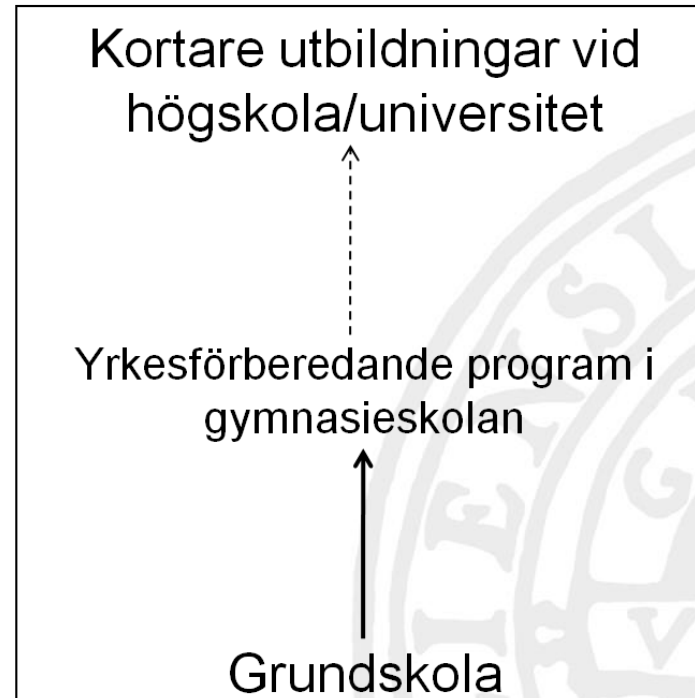 Kortare utbildningar vid
högskola/universitet
Yrkesförberedande program i
gymnasieskolan
Grundskola